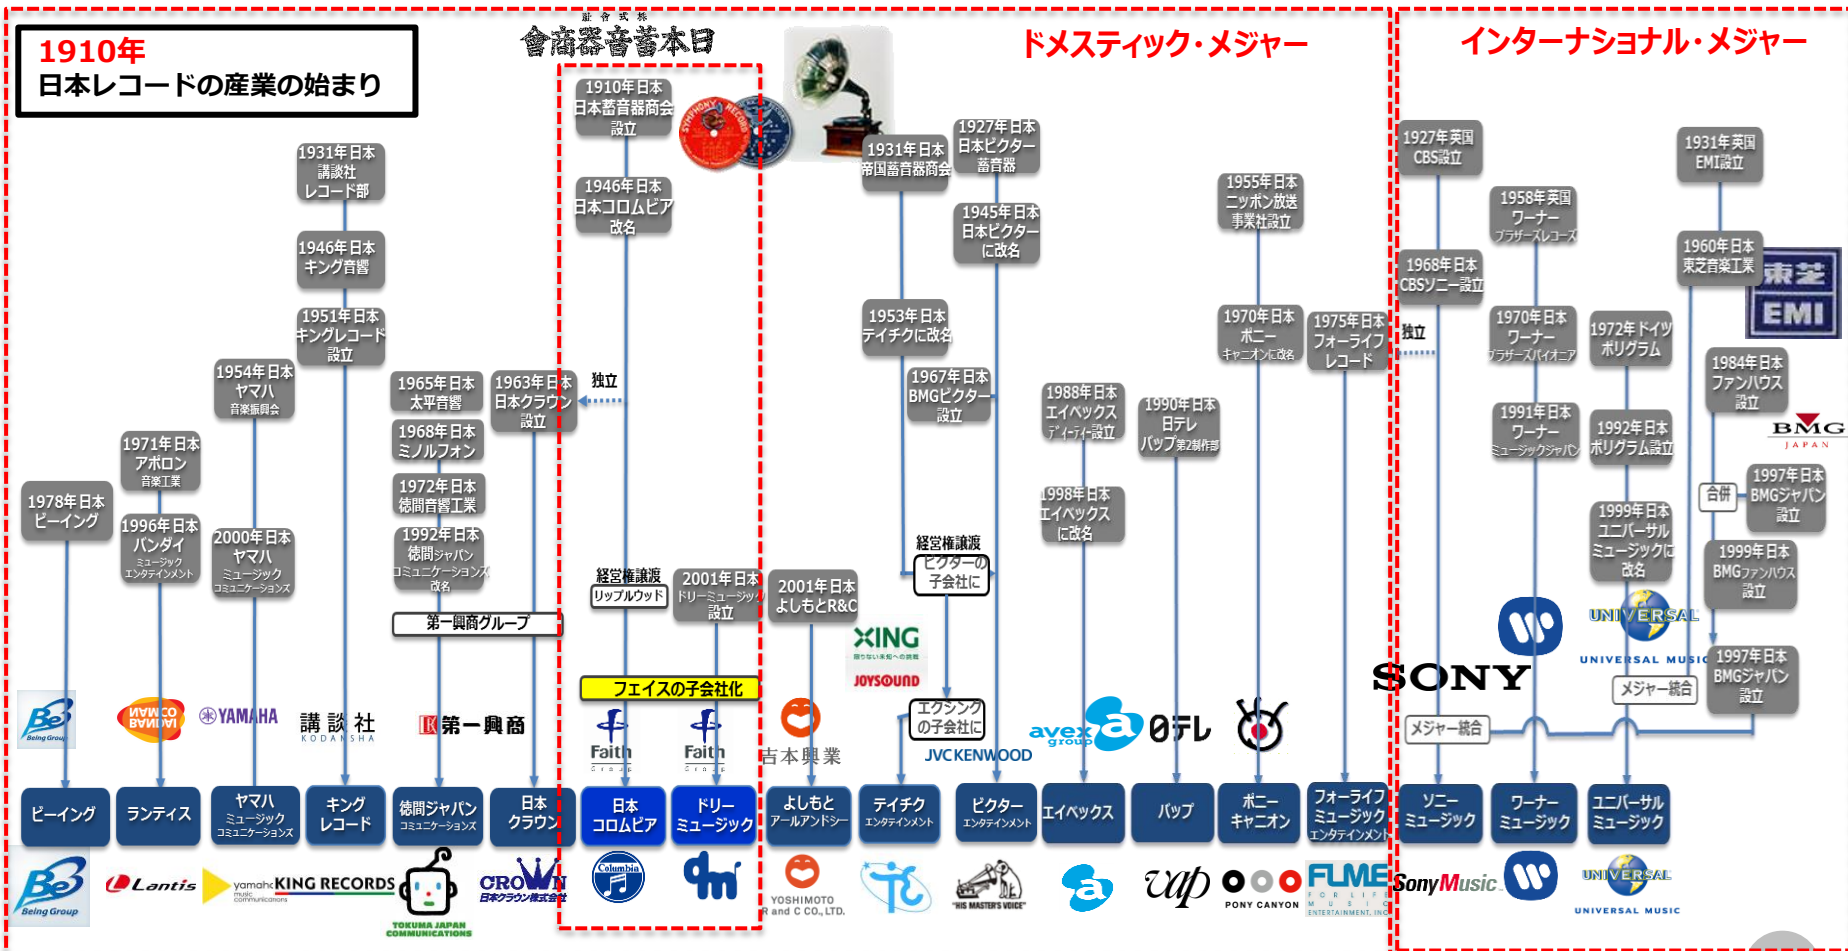 1910年
日本レコードの産業の始まり
株式会社
日本蓄音器商會
ドメスティック・メジャー
インターナショナル・メジャー
1978年日本
ビーイング
1971年日本
アポロン
音楽工業
1996年日本
バンダイ
ミュージック
エンタテインメント
1954年日本
ヤマハ
音楽振興会
2000年日本
ヤマハ
ミュージック
コミュニケーションズ
1931年日本
講談社
レコード部
1946年日本
キング音響
1951年日本
キングレコード
設立
1965年日本
太平音響
1968年日本
ミノルフォン
1972年日本
徳間音響工業
1992年日本
徳間ジャパン
コミュニケーションズ
改名
1963年日本
日本クラウン
設立
独立
第一興商グループ
1910年日本
日本蓄音器商会
設立
1946年日本
日本コロムビア
改名
経営権譲渡
リップルウッド
2001年日本
ドリーミュージック
設立
フェイスの子会社化
SYMPHONY RECORD
2001年日本
よしもとR&C
1931年日本
帝国蓄音器商会
1953年日本
テイチクに改名
1927年日本
日本ビクター
蓄音器
1945年日本
日本ビクター
に改名
1967年日本
BMGビクター
設立
経営権譲渡
ビクターの
子会社に
エクシング
の子会社に
1988年日本
エイベックス
ディーディー設立
1998年日本
エイベックス
に改名
1990年日本
日テレ
バップ第2制作部
1955年日本
ニッポン放送
事業社設立
1970年日本
ポニー
キャニオンに改名
1975年日本
フォーライフ
レコード
1927年英国
CBS設立
1968年日本
CBSソニー設立
独立
1958年英国
ワーナー
ブラザーズレコーズ
1970年日本
ワーナー
ブラザーズパイオニア
1991年日本
ワーナー
ミュージックジャパン
1972年ドイツ
ポリグラム
1992年日本
ポリグラム設立
1999年日本
ユニバーサル
ミュージックに
改名
1931年英国
EMI設立
1960年日本
東芝音楽工業
東芝
EMI
1984年日本
ファンハウス
設立
BMG
JAPAN
合併
1997年日本
BMGジャパン
設立
1999年日本
BMGファンハウス
設立
1997年日本
BMGジャパン
設立
メジャー統合
メジャー統合
Be
Being Group
NAMCO
BANDAI
YAMAHA
講談社
KODANSHA
第一興商
Faith
GROUP
Faith
GROUP
吉本興業
XING
限りない未知への挑戦
JOYSOUND
JVCKENWOOD
avex
group
日テレ
SONY
UNIVERSAL
UNIVERSAL MUSIC
ビーイング
ランティス
ヤマハ
ミュージック
コミュニケーションズ
キング
レコード
徳間ジャパン
コミュニケーションズ
日本
クラウン
日本
コロムビア
ドリー
ミュージック
よしもと
アールアンドシー
テイチク
エンタテインメント
ビクター
エンタテインメント
エイベックス
バップ
ポニー
キャニオン
フォーライフ
ミュージック
エンタテインメント
ソニー
ミュージック
ワーナー
ミュージック
ユニバーサル
ミュージック
Be
Being Group
Lantis
yamaha
music
communications
KING RECORDS
TOKUMA JAPAN
COMMUNICATIONS
CROWN
日本クラウン株式会社
Columbia
dm
YOSHIMOTO
R and C CO., LTD.
"HIS MASTER'S VOICE"
a
vap
PONY CANYON
FLME
FOR LIFE
MUSIC
ENTERTAINMENT, INC
SonyMusic
UNIVERSAL
UNIVERSAL MUSIC